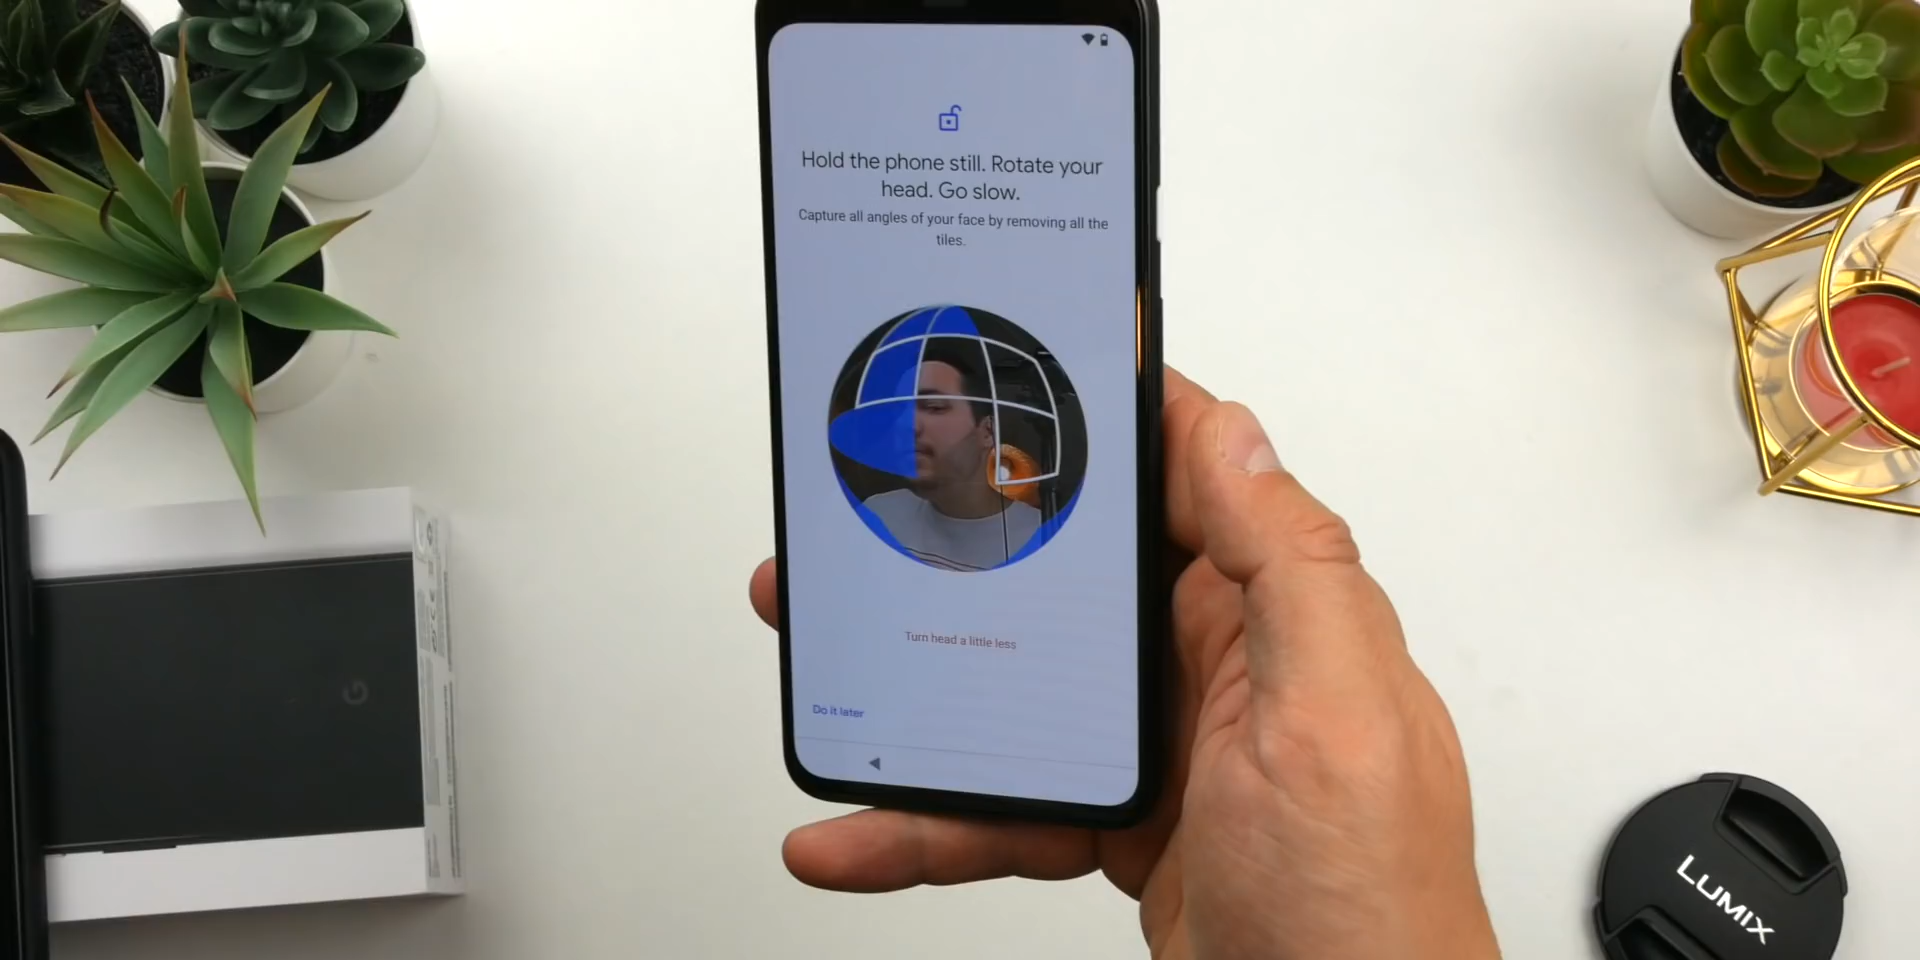 Hold the phone still. Rotate your
head. Go slow.
Capture all angles of your face by removing all the
tiles.
Turn head a little less
Do it later
G
LUMIX